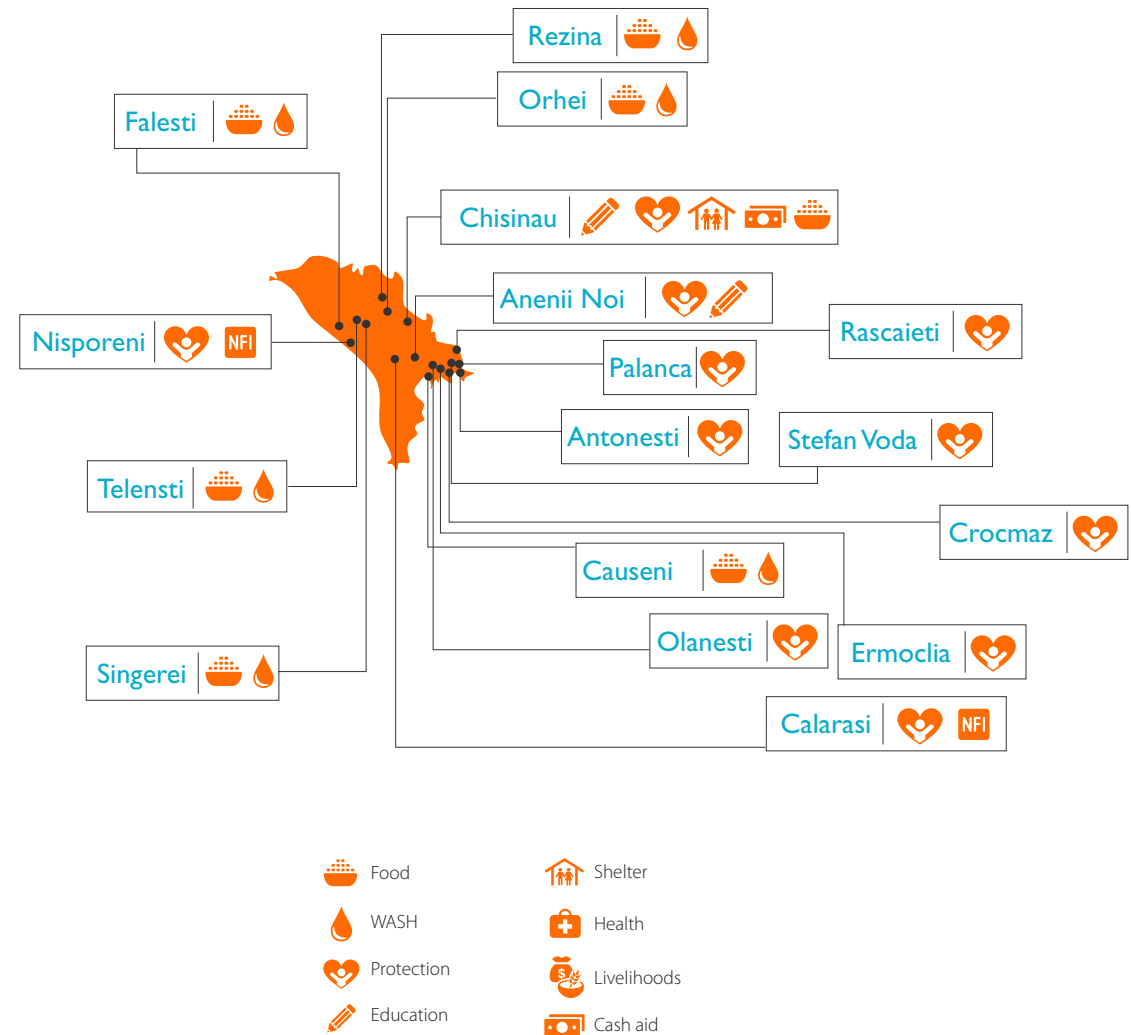 Rezina
Orhei
Falesti
Chisinau
Anenii Noi
Nisporeni
NFI
Rascaieti
Palanca
Antonesti
Stefan Voda
Telensti
Crocmaz
Causeni
Olanesti
Ermoclia
Singerei
Calarasi
NFI
Food
Shelter
WASH
Health
Protection
$
Livelihoods
Education
Cash aid